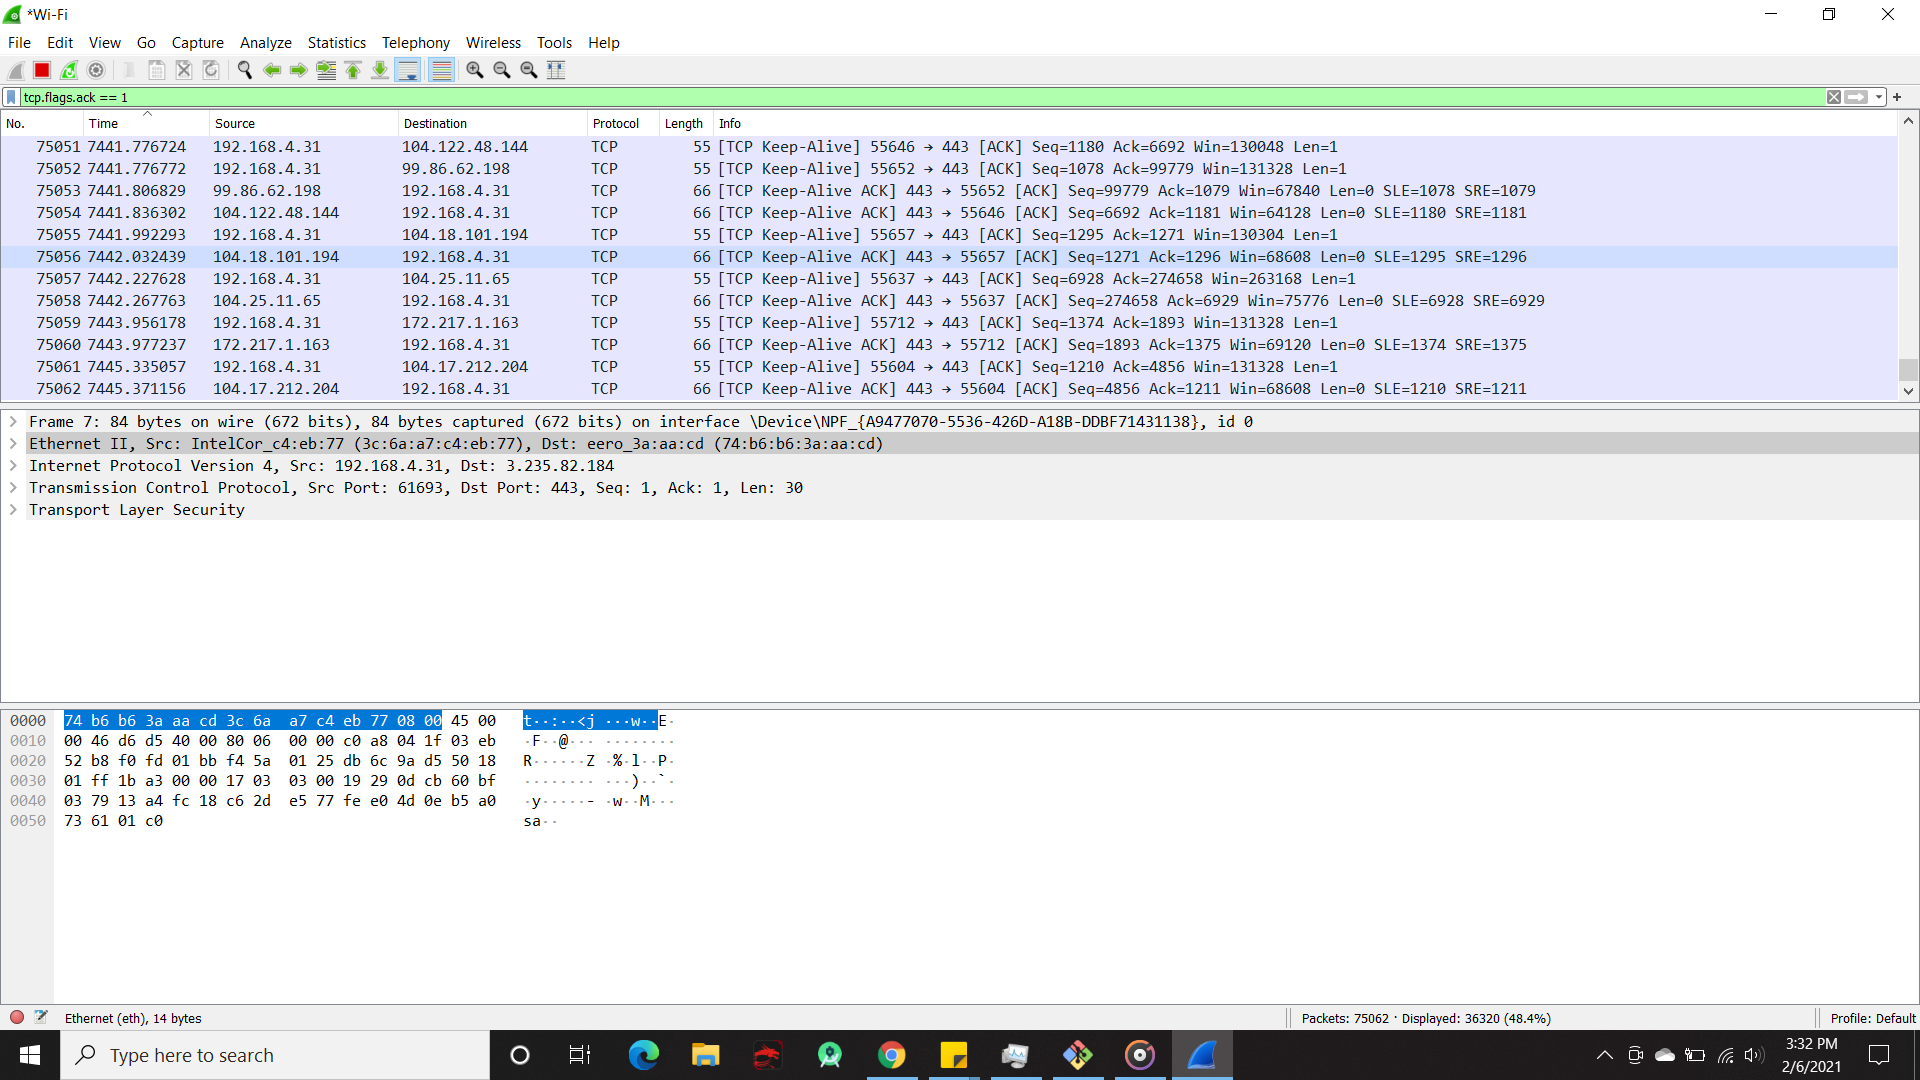 *Wi-Fi
File Edit View Go Capture Analyze Statistics Telephony Wireless Tools Help
tcp.flags.ack == 1
No. Time Source Destination Protocol Length Info
75051 7441.776724 192.168.4.31 104.122.48.144 TCP 55 [TCP Keep-Alive] 55646 → 443 [ACK] Seq=1180 Ack=6692 Win=130048 Len=1
75052 7441.776772 192.168.4.31 99.86.62.198 TCP 55 [TCP Keep-Alive] 55652 → 443 [ACK] Seq=1078 Ack=99779 Win=131328 Len=1
75053 7441.806829 99.86.62.198 192.168.4.31 TCP 66 [TCP Keep-Alive ACK] 443 → 55652 [ACK] Seq=99779 Ack=1079 Win=67840 Len=0 SLE=1078 SRE=1079
75054 7441.836302 104.122.48.144 192.168.4.31 TCP 66 [TCP Keep-Alive ACK] 443 → 55646 [ACK] Seq=6692 Ack=1181 Win=64128 Len=0 SLE=1180 SRE=1181
75055 7441.992293 192.168.4.31 104.18.101.194 TCP 55 [TCP Keep-Alive] 55657 → 443 [ACK] Seq=1295 Ack=1271 Win=130304 Len=1
75056 7442.032439 104.18.101.194 192.168.4.31 TCP 66 [TCP Keep-Alive ACK] 443 → 55657 [ACK] Seq=1271 Ack=1296 Win=68608 Len=0 SLE=1295 SRE=1296
75057 7442.227628 192.168.4.31 104.25.11.65 TCP 55 [TCP Keep-Alive] 55637 → 443 [ACK] Seq=6928 Ack=274658 Win=263168 Len=1
75058 7442.267763 104.25.11.65 192.168.4.31 TCP 66 [TCP Keep-Alive ACK] 443 → 55637 [ACK] Seq=274658 Ack=6929 Win=75776 Len=0 SLE=6928 SRE=6929
75059 7443.956178 192.168.4.31 172.217.1.163 TCP 55 [TCP Keep-Alive] 55712 → 443 [ACK] Seq=1374 Ack=1893 Win=131328 Len=1
75060 7443.977237 172.217.1.163 192.168.4.31 TCP 66 [TCP Keep-Alive ACK] 443 → 55712 [ACK] Seq=1893 Ack=1375 Win=69120 Len=0 SLE=1374 SRE=1375
75061 7445.335057 192.168.4.31 104.17.212.204 TCP 55 [TCP Keep-Alive] 55604 → 443 [ACK] Seq=1210 Ack=4856 Win=131328 Len=1
75062 7445.371156 104.17.212.204 192.168.4.31 TCP 66 [TCP Keep-Alive ACK] 443 → 55604 [ACK] Seq=4856 Ack=1211 Win=68608 Len=0 SLE=1210 SRE=1211
Frame 7: 84 bytes on wire (672 bits), 84 bytes captured (672 bits) on interface \Device\NPF_{A9477070-5536-426D-A18B-DDBF71431138}, id 0
Ethernet II, Src: IntelCor_c4:eb:77 (3c:6a:a7:c4:eb:77), Dst: eero_3a:aa:cd (74:b6:b6:3a:aa:cd)
Internet Protocol Version 4, Src: 192.168.4.31, Dst: 3.235.82.184
Transmission Control Protocol, Src Port: 61693, Dst Port: 443, Seq: 1, Ack: 1, Len: 30
Transport Layer Security
0000 74 b6 b6 3a aa cd 3c 6a a7 c4 eb 77 08 00 45 00 t··:··<j ···w··E·
0010 00 46 d6 d5 40 00 80 06 00 00 c0 a8 04 1f 03 eb ·F··@··· ········
0020 52 b8 f0 fd 01 bb f4 5a 01 25 db 6c 9a d5 50 18 R······Z ·%·l··P·
0030 01 ff 1b a3 00 00 17 03 03 00 19 29 0d cb 60 bf ········ ···)··`·
0040 03 79 13 a4 fc 18 c6 2d e5 77 fe e0 4d 0e b5 a0 ·y·····- ·w··M···
0050 73 61 01 c0 sa··
Ethernet (eth), 14 bytes Packets: 75062 · Displayed: 36320 (48.4%) Profile: Default
Type here to search
3:32 PM
2/6/2021